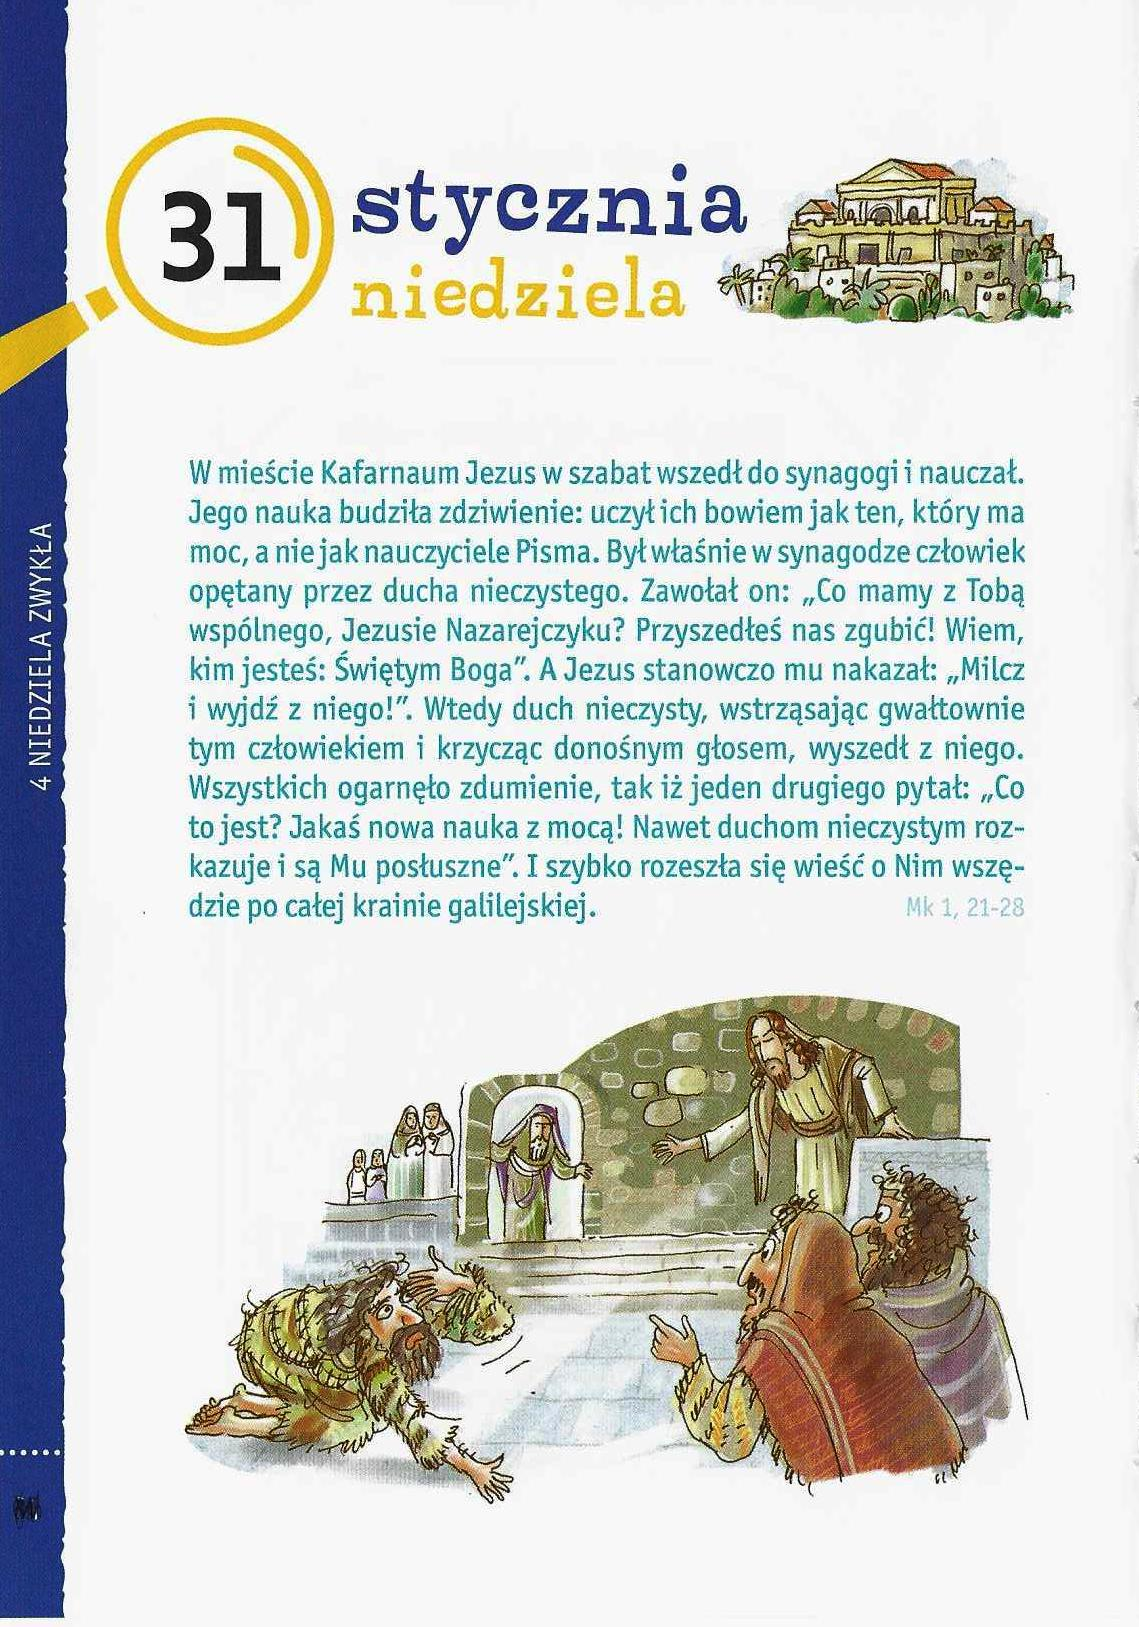 31
stycznia
niedziela
4 NIEDZIELA ZWYKŁA
W mieście Kafarnaum Jezus w szabat wszedł do synagogi i nauczał.
Jego nauka budziła zdziwienie: uczył ich bowiem jak ten, który ma
moc, a nie jak nauczyciele Pisma. Był właśnie w synagodze człowiek
opętany przez ducha nieczystego. Zawołał on: „Co mamy z Tobą
wspólnego, Jezusie Nazarejczyku? Przyszedłeś nas zgubić! Wiem,
kim jesteś: Świętym Boga”. A Jezus stanowczo mu nakazał: „Milcz
i wyjdź z niego!”. Wtedy duch nieczysty, wstrząsając gwałtownie
tym człowiekiem i krzycząc donośnym głosem, wyszedł z niego.
Wszystkich ogarnęło zdumienie, tak iż jeden drugiego pytał: „Co
to jest? Jakaś nowa nauka z mocą! Nawet duchom nieczystym roz-
kazuje i są Mu posłuszne”. I szybko rozeszła się wieść o Nim wszę-
dzie po całej krainie galilejskiej.
Mk 1, 21-28